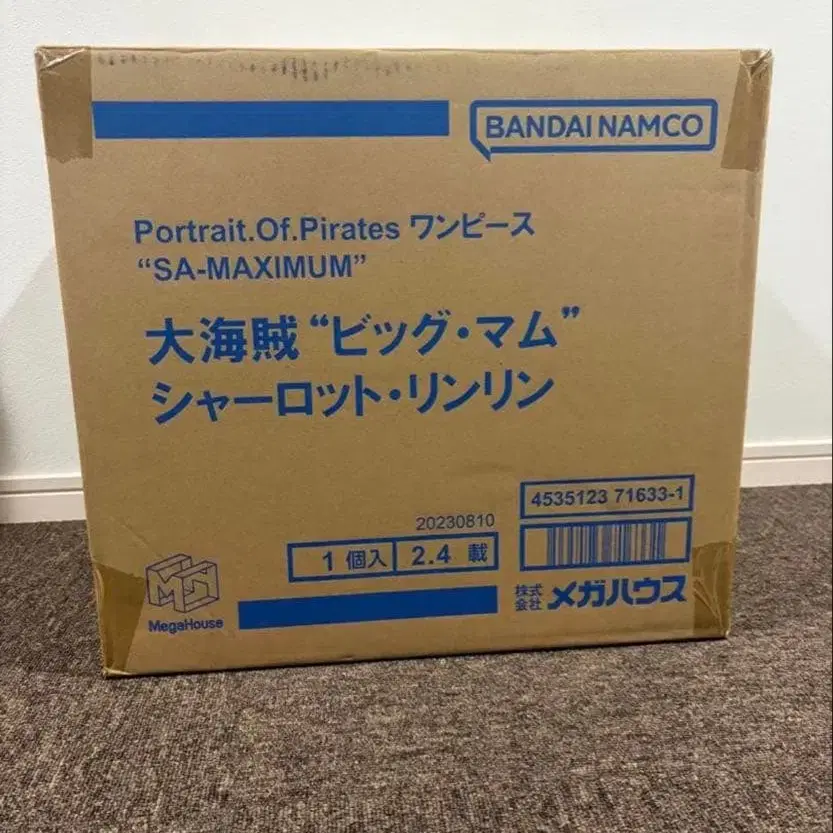 BANDAI NAMCO
Portrait.Of.Pirates ワンピース
“SA-MAXIMUM”
大海賊“ビッグ・マム”
シャーロット・リンリン
4535123 71633-1
20230810
1 個入 2.4 載
株式会社 メガハウス
MegaHouse